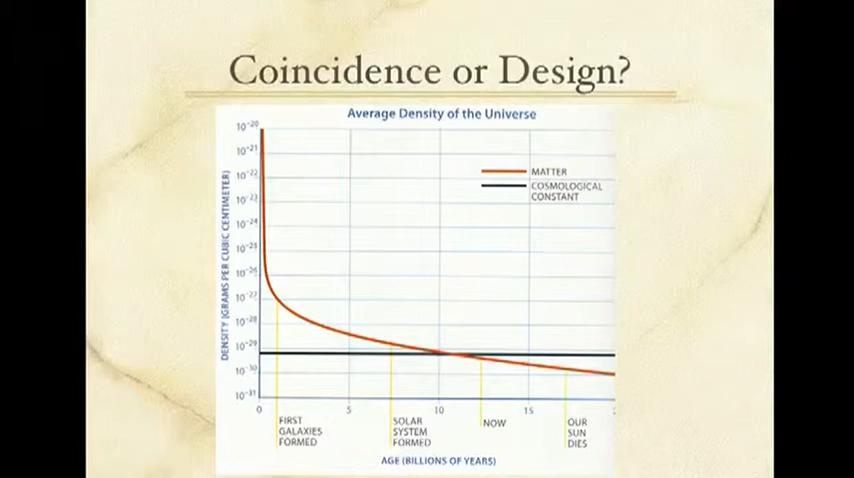 Coincidence or Design?
Average Density of the Universe
10⁻²⁰
10⁻²¹
10⁻²²
10⁻²³
10⁻²⁴
10⁻²⁵
10⁻²⁶
10⁻²⁷
10⁻²⁸
10⁻²⁹
10⁻³⁰
10⁻³¹
DENSITY (GRAMS PER CUBIC CENTIMETER)
MATTER
COSMOLOGICAL
CONSTANT
0 5 10 15
FIRST
GALAXIES
FORMED
SOLAR
SYSTEM
FORMED
NOW
OUR
SUN
DIES
AGE (BILLIONS OF YEARS)